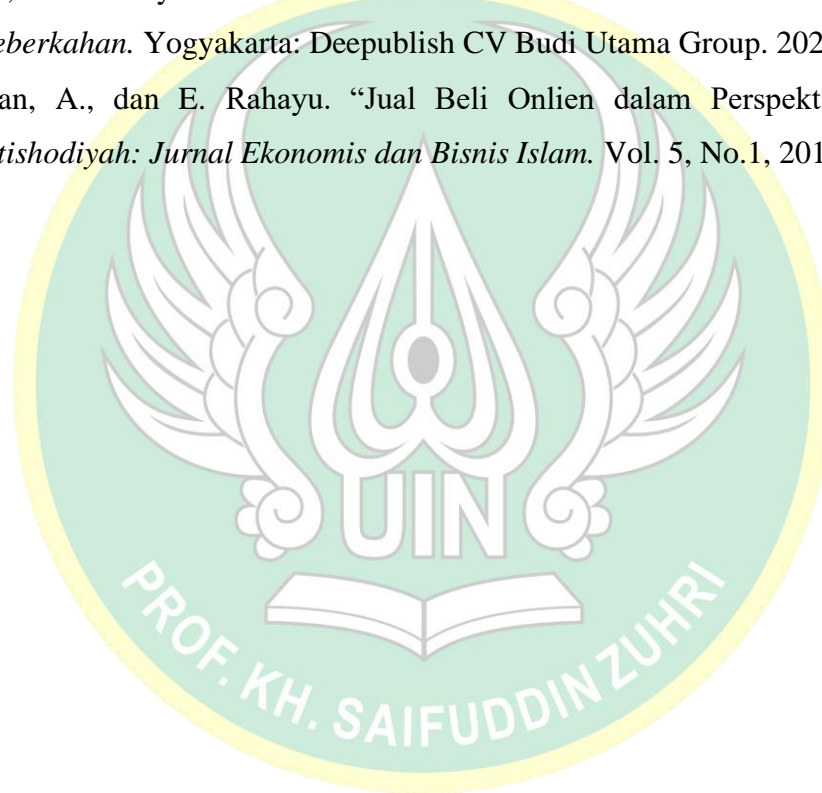 eberkahan. Yogyakarta: Deepublish CV Budi Utama Group. 202
an, A., dan E. Rahayu. “Jual Beli Onlien dalam Perspekt
tishodiyah: Jurnal Ekonomis dan Bisnis Islam. Vol. 5, No.1, 201
UIN
PROF. KH. SAIFUDDIN ZUHRI